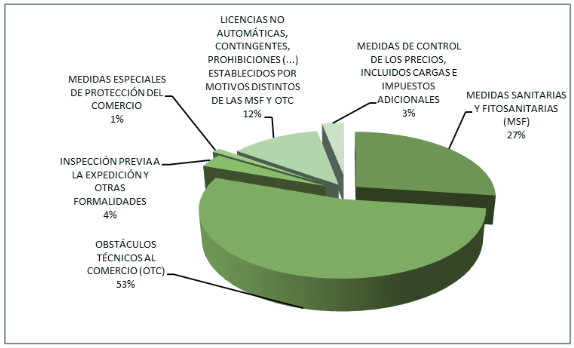 LICENCIAS NO
AUTOMÁTICAS,
CONTINGENTES,
PROHIBICIONES (...)
ESTABLECIDOS POR
MOTIVOS DISTINTOS
DE LAS MSF Y OTC
12%
MEDIDAS DE CONTROL
DE LOS PRECIOS,
INCLUIDOS CARGAS E
IMPUESTOS
ADICIONALES
3%
MEDIDAS SANITARIAS
Y FITOSANITARIAS
(MSF)
27%
MEDIDAS ESPECIALES
DE PROTECCIÓN DEL
COMERCIO
1%
INSPECCIÓN PREVIA A
LA EXPEDICIÓN Y
OTRAS
FORMALIDADES
4%
OBSTÁCULOS
TÉCNICOS AL
COMERCIO (OTC)
53%